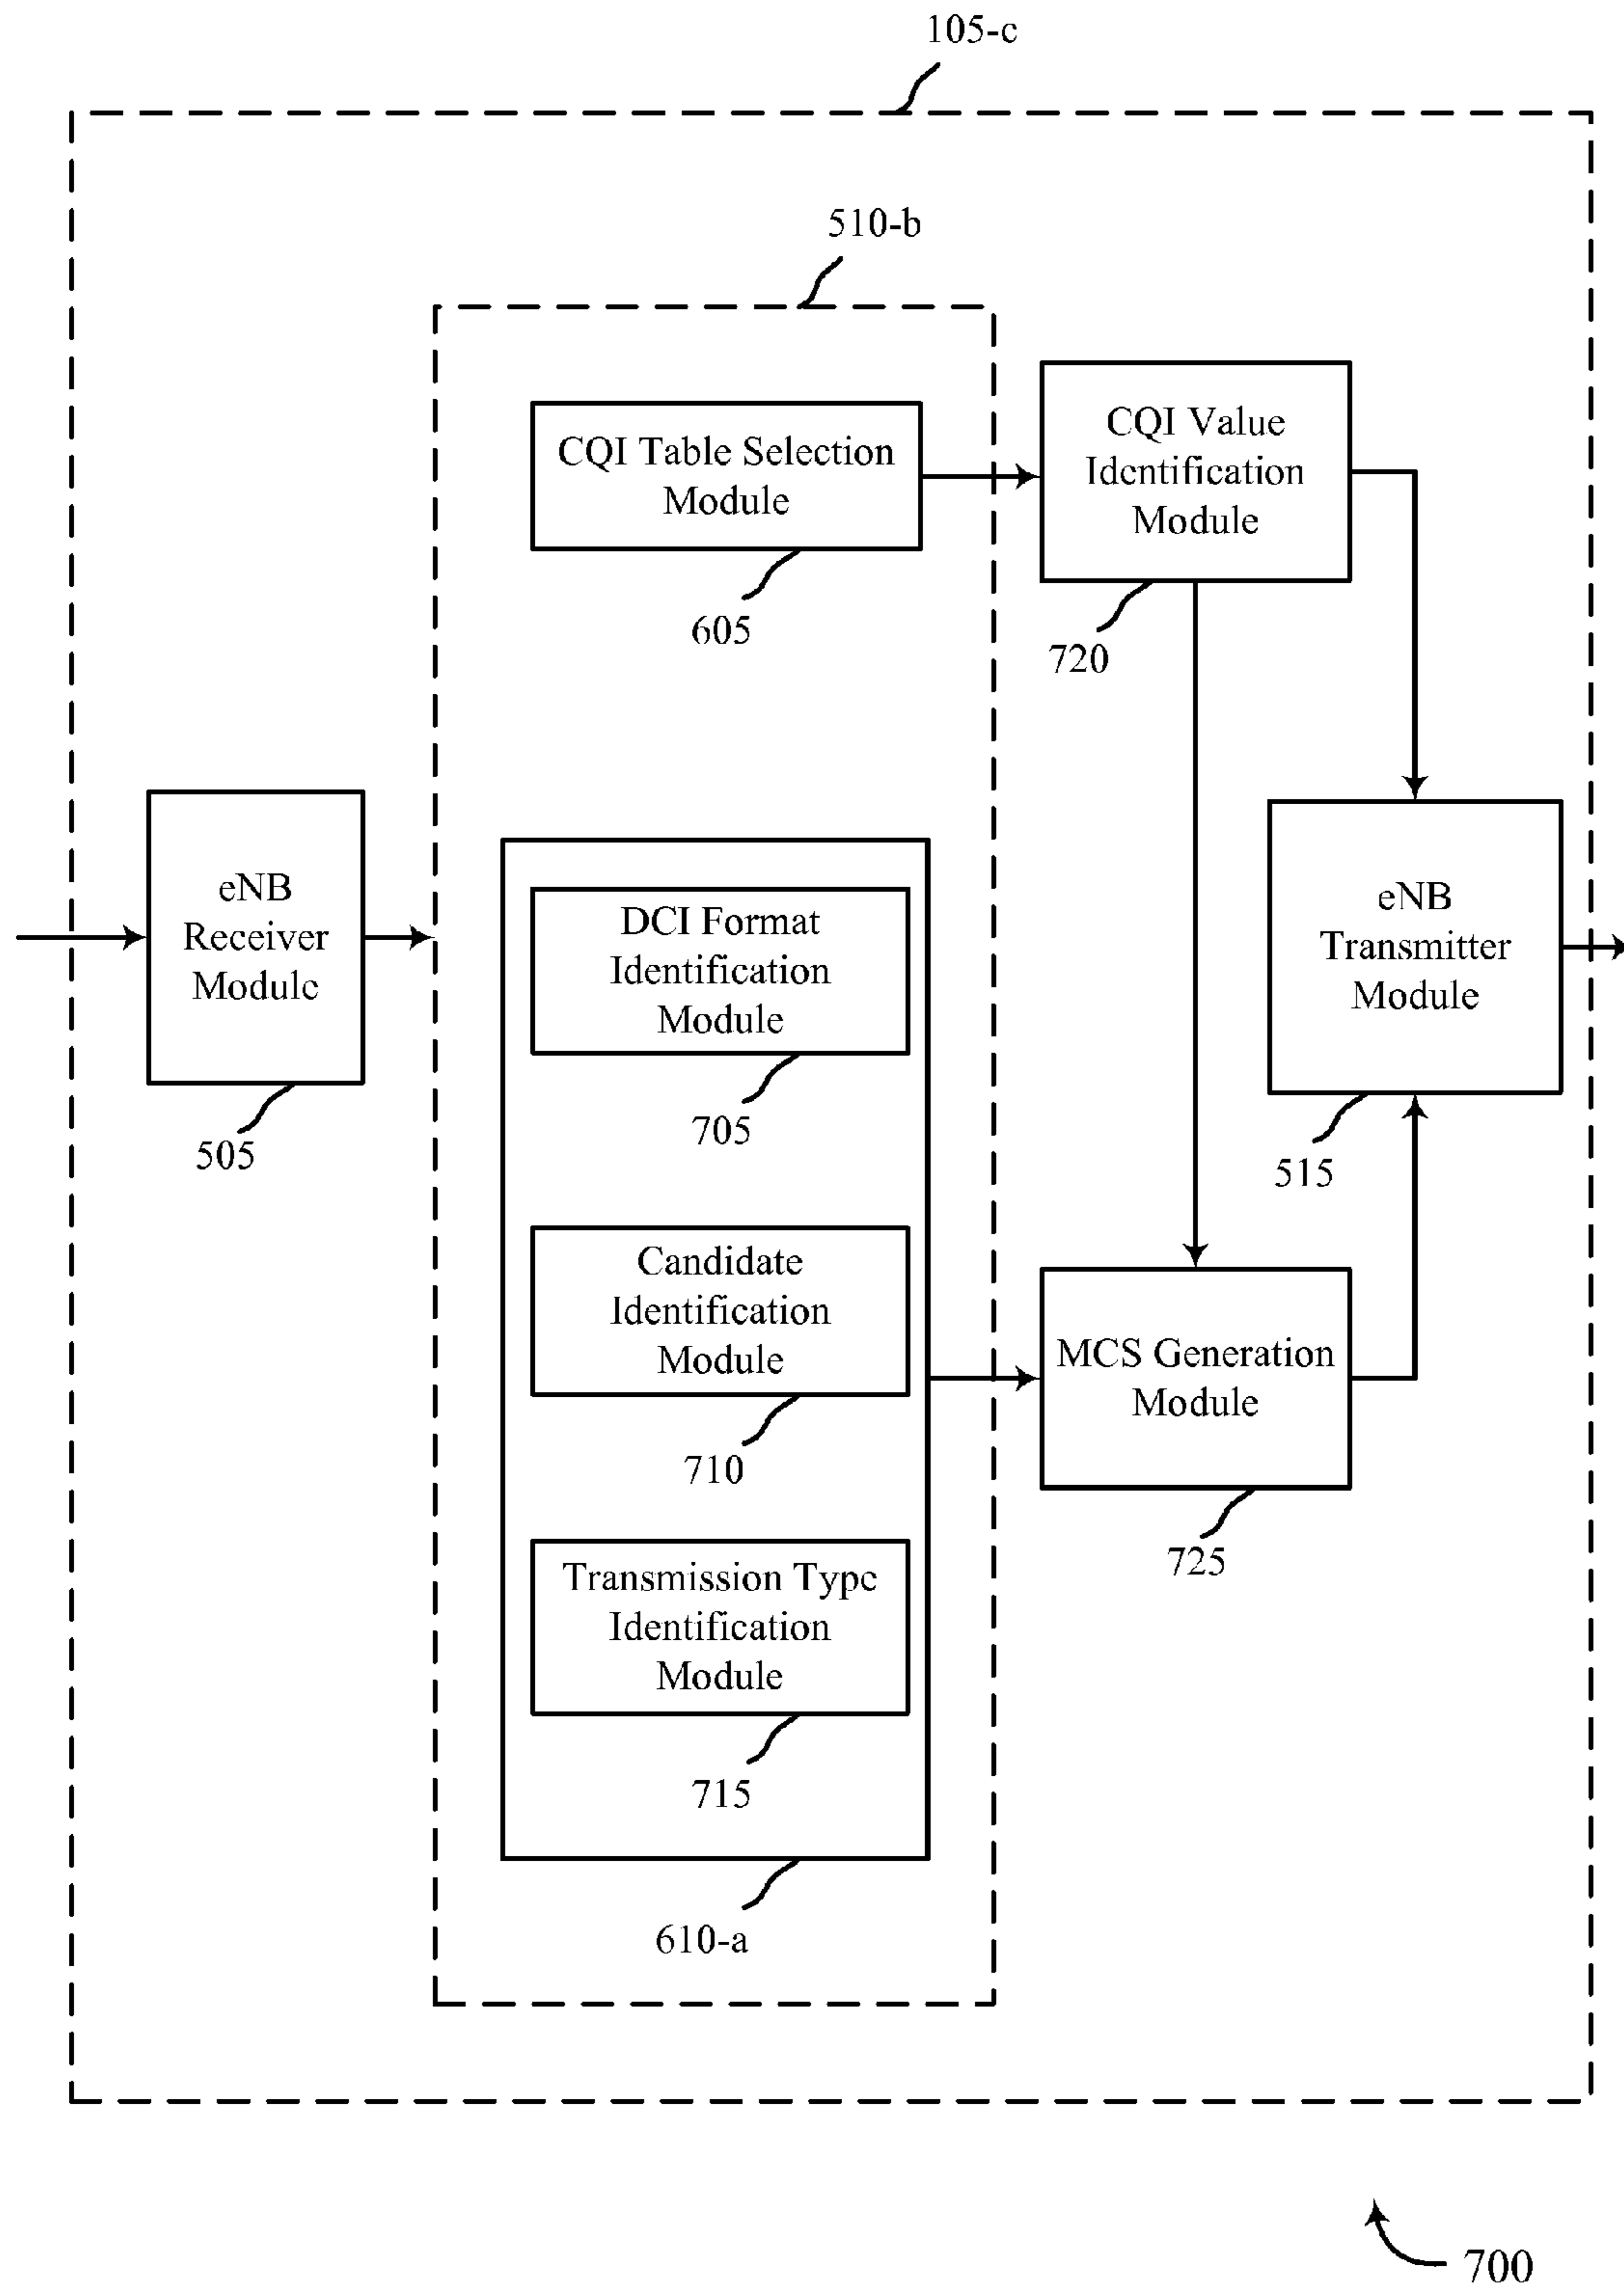 105-c
510-b
CQI Table Selection
Module
605
CQI Value
Identification
Module
720
eNB
Receiver
Module
505
DCI Format
Identification
Module
705
eNB
Transmitter
Module
515
Candidate
Identification
Module
710
MCS Generation
Module
725
Transmission Type
Identification
Module
715
610-a
700